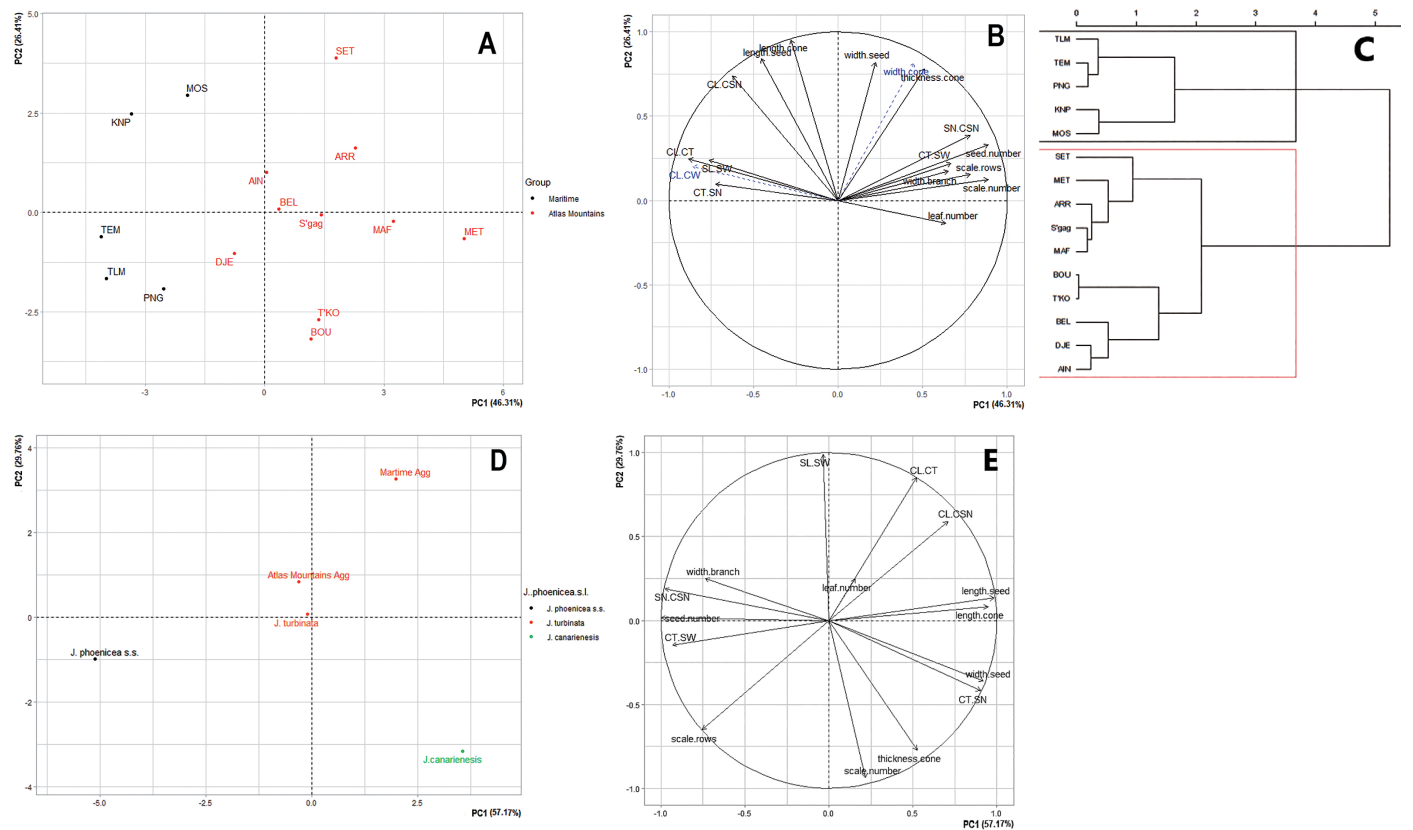 A
PC2 (26.41%)
5.0
2.5
0.0
-2.5
SET
MOS
KNP
ARR
AIN
BEL
S'gag
MAF
MET
TEM
DJE
TLM
PNG
T'KO
BOU
-3
0
3
6
PC1 (46.31%)
Group
Maritime
Atlas Mountains
B
PC2 (26.41%)
1.0
0.5
0.0
-0.5
-1.0
length.cone
length.seed
width.seed
width.cone
thickness.cone
CL.CSN
SN.CSN
CL.CT
CT.SW
seed.number
SL.SW
scale.rows
CL.CW
width.branch
CT.SN
scale.number
leaf.number
-1.0
-0.5
0.0
0.5
1.0
PC1 (46.31%)
C
0
1
2
3
4
5
TLM
TEM
PNG
KNP
MOS
SET
MET
ARR
S'gag
MAF
BOU
T'KO
BEL
DJE
AIN
D
PC2 (29.76%)
4
2
0
-2
-4
Martime Agg
Atlas Mountains Agg
J. turbinata
J. phoenicea s.s.
J.canarienesis
-5.0
-2.5
0.0
2.5
PC1 (57.17%)
J..phoenicea.s.l.
J. phoenicea s.s.
J. turbinata
J. canarienesis
E
PC2 (29.76%)
1.0
0.5
0.0
-0.5
-1.0
SL.SW
CL.CT
CL.CSN
width.branch
leaf.number
length.seed
SN.CSN
length.cone
seed.number
CT.SW
width.seed
CT.SN
scale.rows
thickness.cone
scale.number
-1.0
-0.5
0.0
0.5
1.0
PC1 (57.17%)